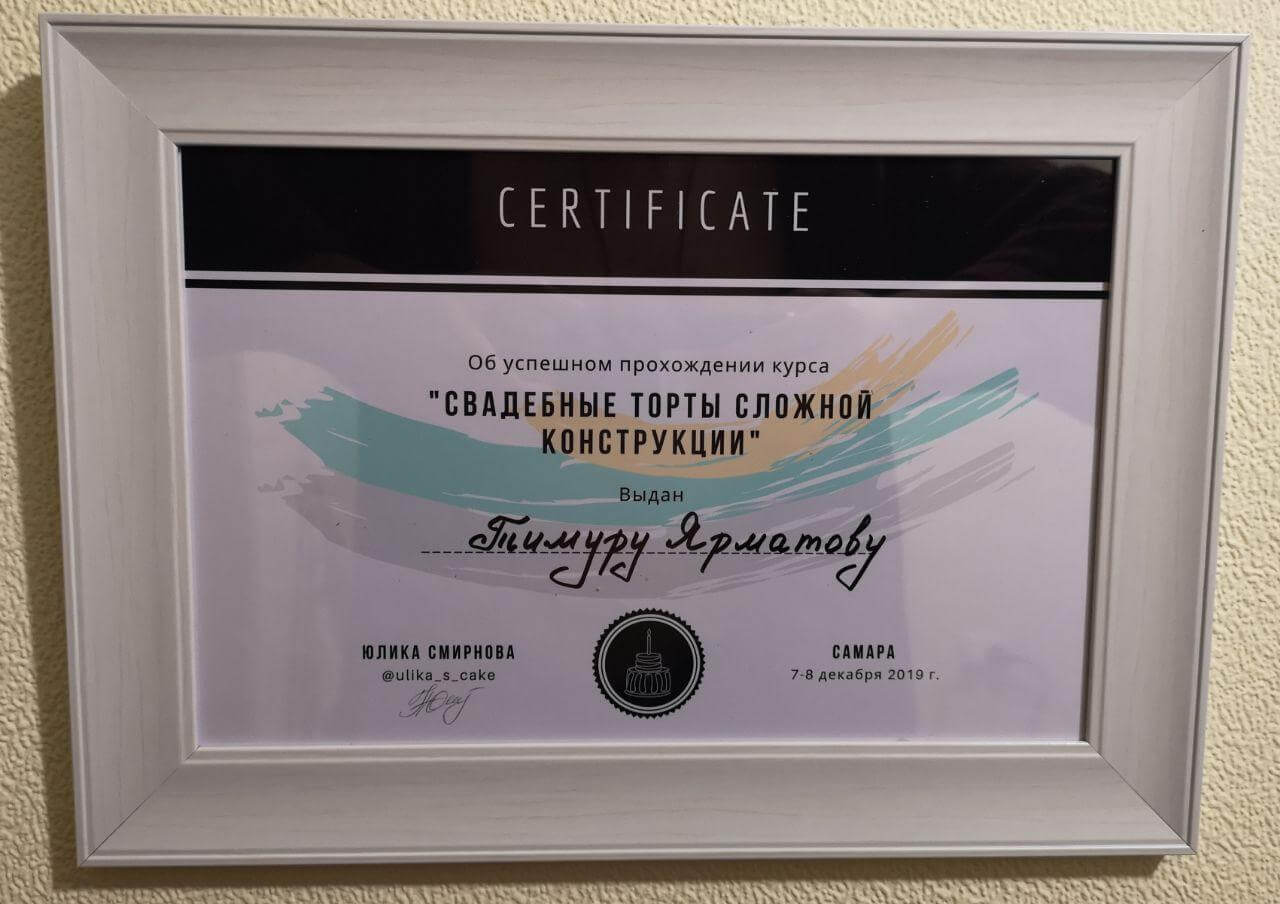 CERTIFICATE
Об успешном прохождении курса
"СВАДЕБНЫЕ ТОРТЫ СЛОЖНОЙ
КОНСТРУКЦИИ"
Выдан
Тимуру Ярматову
ЮЛИКА СМИРНОВА
@ulika_s_cake
САМАРА
7-8 декабря 2019 г.